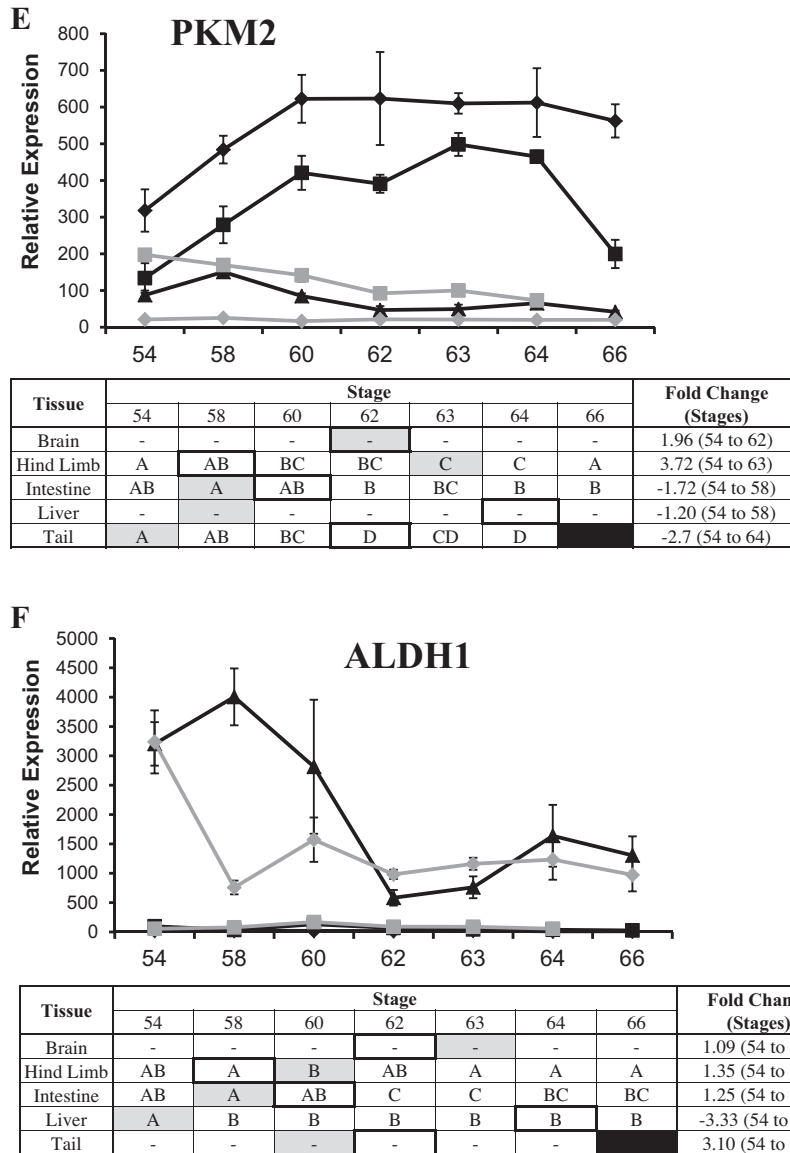 E
PKM2
Relative Expression
800
700
600
500
400
300
200
100
0
54 58 60 62 63 64 66
Tissue Stage Fold Change (Stages)
54 58 60 62 63 64 66
Brain - - - - - - - 1.96 (54 to 62)
Hind Limb A AB BC BC C C A 3.72 (54 to 63)
Intestine AB A AB B BC B B -1.72 (54 to 58)
Liver - - - - - - - -1.20 (54 to 58)
Tail A AB BC D CD D -2.7 (54 to 64)
F
ALDH1
Relative Expression
5000
4500
4000
3500
3000
2500
2000
1500
1000
500
0
54 58 60 62 63 64 66
Tissue Stage Fold Chan
(Stages)
54 58 60 62 63 64 66
Brain - - - - - - - 1.09 (54 to
Hind Limb AB A B AB A A A 1.35 (54 to
Intestine AB A AB C C BC BC 1.25 (54 to
Liver A B B B B B B -3.33 (54 to
Tail - - - - - - 3.10 (54 to